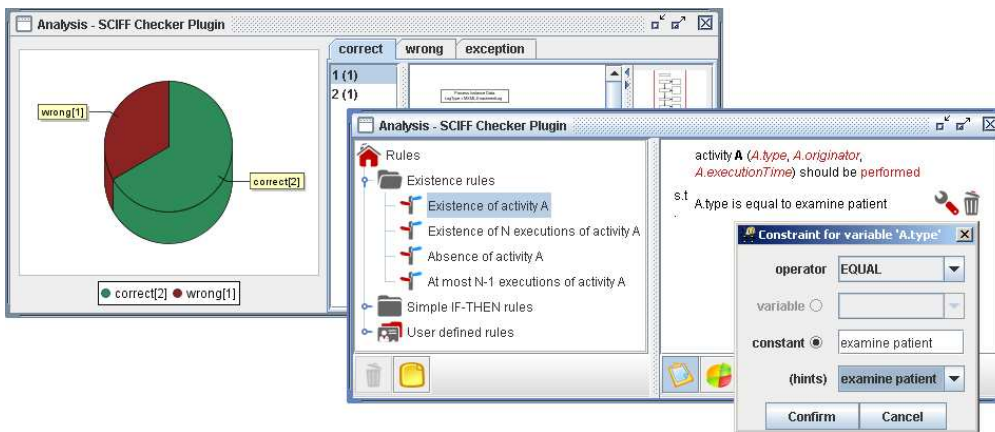 Analysis - SCIFF Checker Plugin
correct wrong exception
1 (1)
2 (1)
Process Instance Data
wrong[1]
correct[2]
correct[2] wrong[1]
Analysis - SCIFF Checker Plugin
Rules
Existence rules
Existence of activity A
Existence of N executions of activity A
Absence of activity A
At most N-1 executions of activity A
Simple IF-THEN rules
User defined rules
activity A (A.type, A.originator,
A.executionTime) should be performed
s.t
.
A.type is equal to examine patient
Constraint for variable 'A.type'
operator EQUAL
variable
constant examine patient
(hints) examine patient
Confirm Cancel